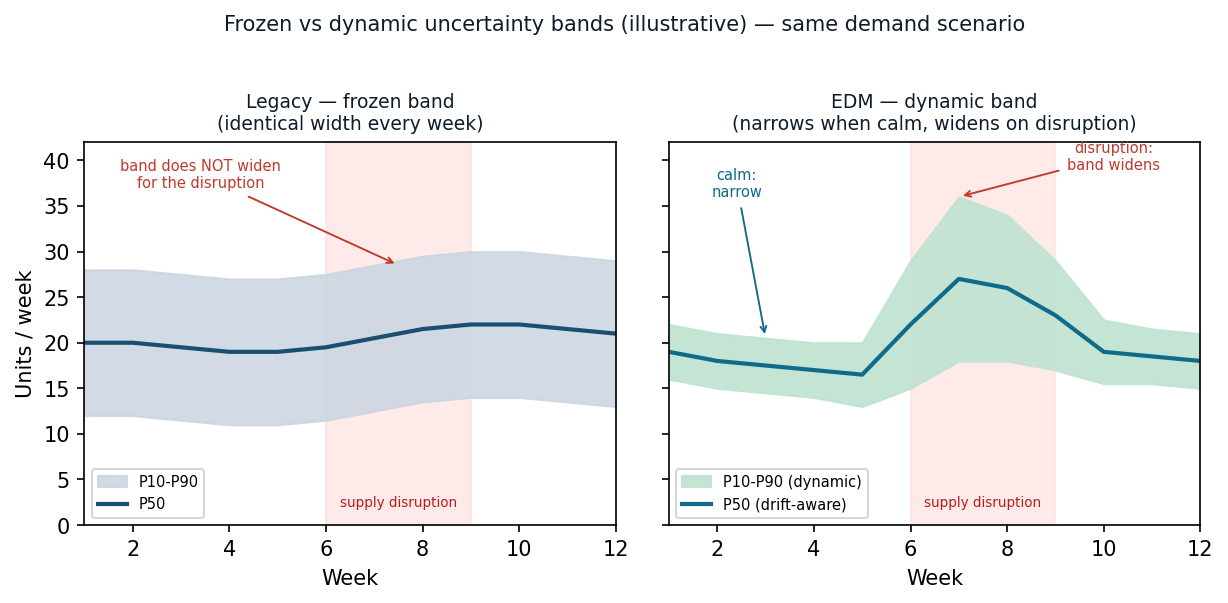 Frozen vs dynamic uncertainty bands (illustrative) — same demand scenario
Legacy — frozen band
(identical width every week)
40
35
30
25
20
15
10
5
0
Units / week
band does NOT widen
for the disruption
supply disruption
P10-P90
P50
2
4
6
8
10
12
Week
EDM — dynamic band
(narrows when calm, widens on disruption)
calm:
narrow
disruption:
band widens
supply disruption
P10-P90 (dynamic)
P50 (drift-aware)
2
4
6
8
10
12
Week